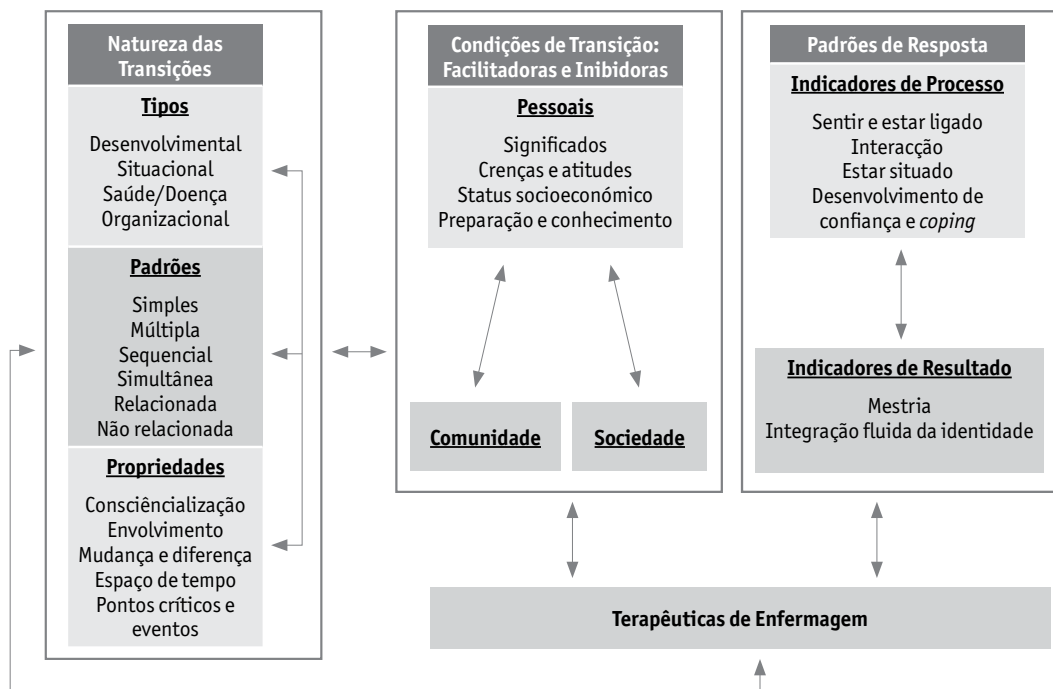 Natureza das
Transições
Tipos
Desenvolvimental
Situacional
Saúde/Doença
Organizacional
Padrões
Simples
Múltipla
Sequencial
Simultânea
Relacionada
Não relacionada
Propriedades
Consciêncialização
Envolvimento
Mudança e diferença
Espaço de tempo
Pontos críticos e
eventos
Condições de Transição:
Facilitadoras e Inibidoras
Pessoais
Significados
Crenças e atitudes
Status socioeconómico
Preparação e conhecimento
Comunidade
Sociedade
Padrões de Resposta
Indicadores de Processo
Sentir e estar ligado
Interacção
Estar situado
Desenvolvimento de
confiança e coping
Indicadores de Resultado
Mestria
Integração fluida da identidade
Terapêuticas de Enfermagem